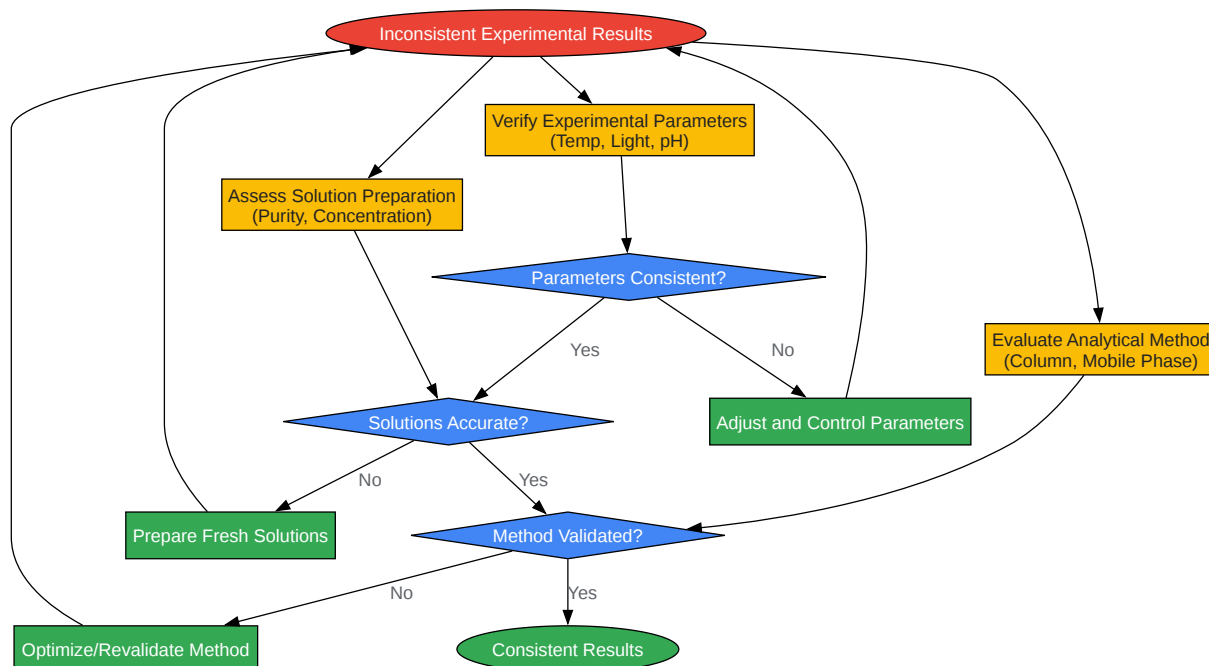 Inconsistent Experimental Results
Verify Experimental Parameters
(Temp, Light, pH)
Assess Solution Preparation
(Purity, Concentration)
Parameters Consistent?
Evaluate Analytical Method
(Column, Mobile Phase)
Yes
No
Solutions Accurate?
Adjust and Control Parameters
No
Yes
Prepare Fresh Solutions
Method Validated?
No
Yes
Optimize/Revalidate Method
Consistent Results